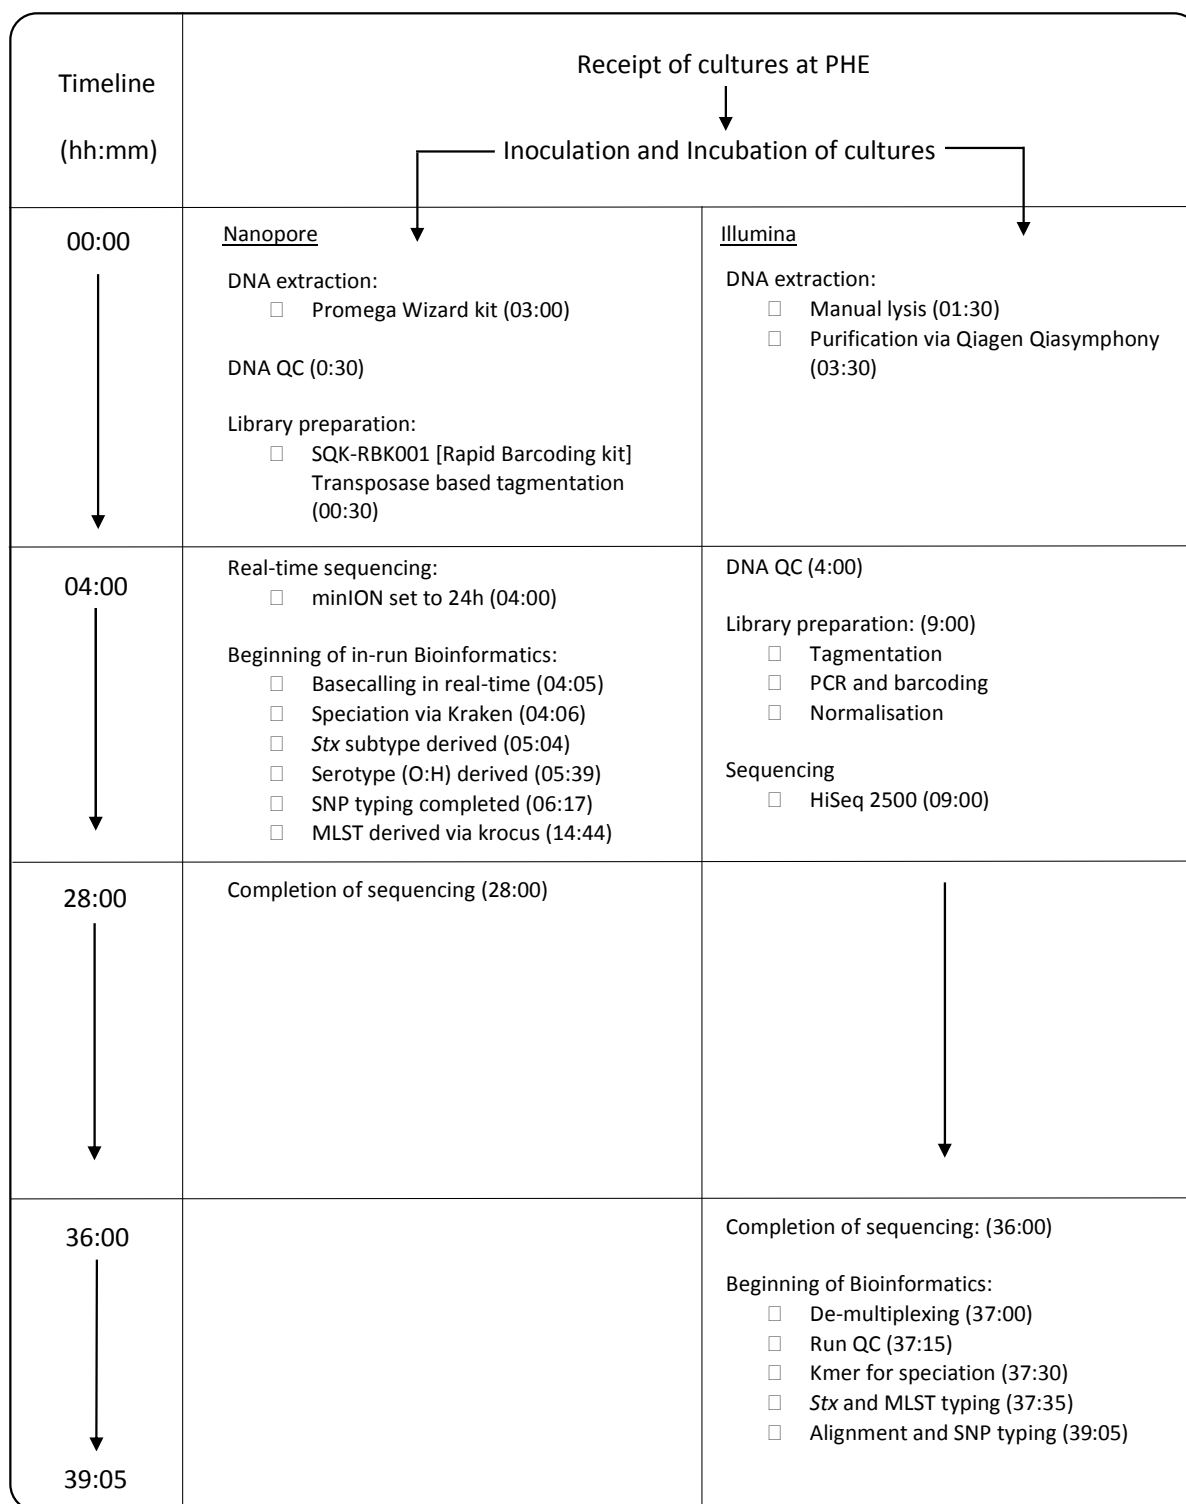 Timeline
(hh:mm)
Receipt of cultures at PHE
Inoculation and Incubation of cultures
00:00
Nanopore
DNA extraction:
Promega Wizard kit (03:00)
DNA QC (0:30)
Library preparation:
SQK-RBK001 [Rapid Barcoding kit]
Transposase based tagmentation
(00:30)
Illumina
DNA extraction:
Manual lysis (01:30)
Purification via Qiagen Qiasymphony
(03:30)
04:00
Real-time sequencing:
minION set to 24h (04:00)
Beginning of in-run Bioinformatics:
Basecalling in real-time (04:05)
Speciation via Kraken (04:06)
Stx subtype derived (05:04)
Serotype (O:H) derived (05:39)
SNP typing completed (06:17)
MLST derived via krocus (14:44)
DNA QC (4:00)
Library preparation: (9:00)
Tagmentation
PCR and barcoding
Normalisation
Sequencing
HiSeq 2500 (09:00)
28:00
Completion of sequencing (28:00)
36:00
Completion of sequencing: (36:00)
Beginning of Bioinformatics:
De-multiplexing (37:00)
Run QC (37:15)
Kmer for speciation (37:30)
Stx and MLST typing (37:35)
Alignment and SNP typing (39:05)
39:05